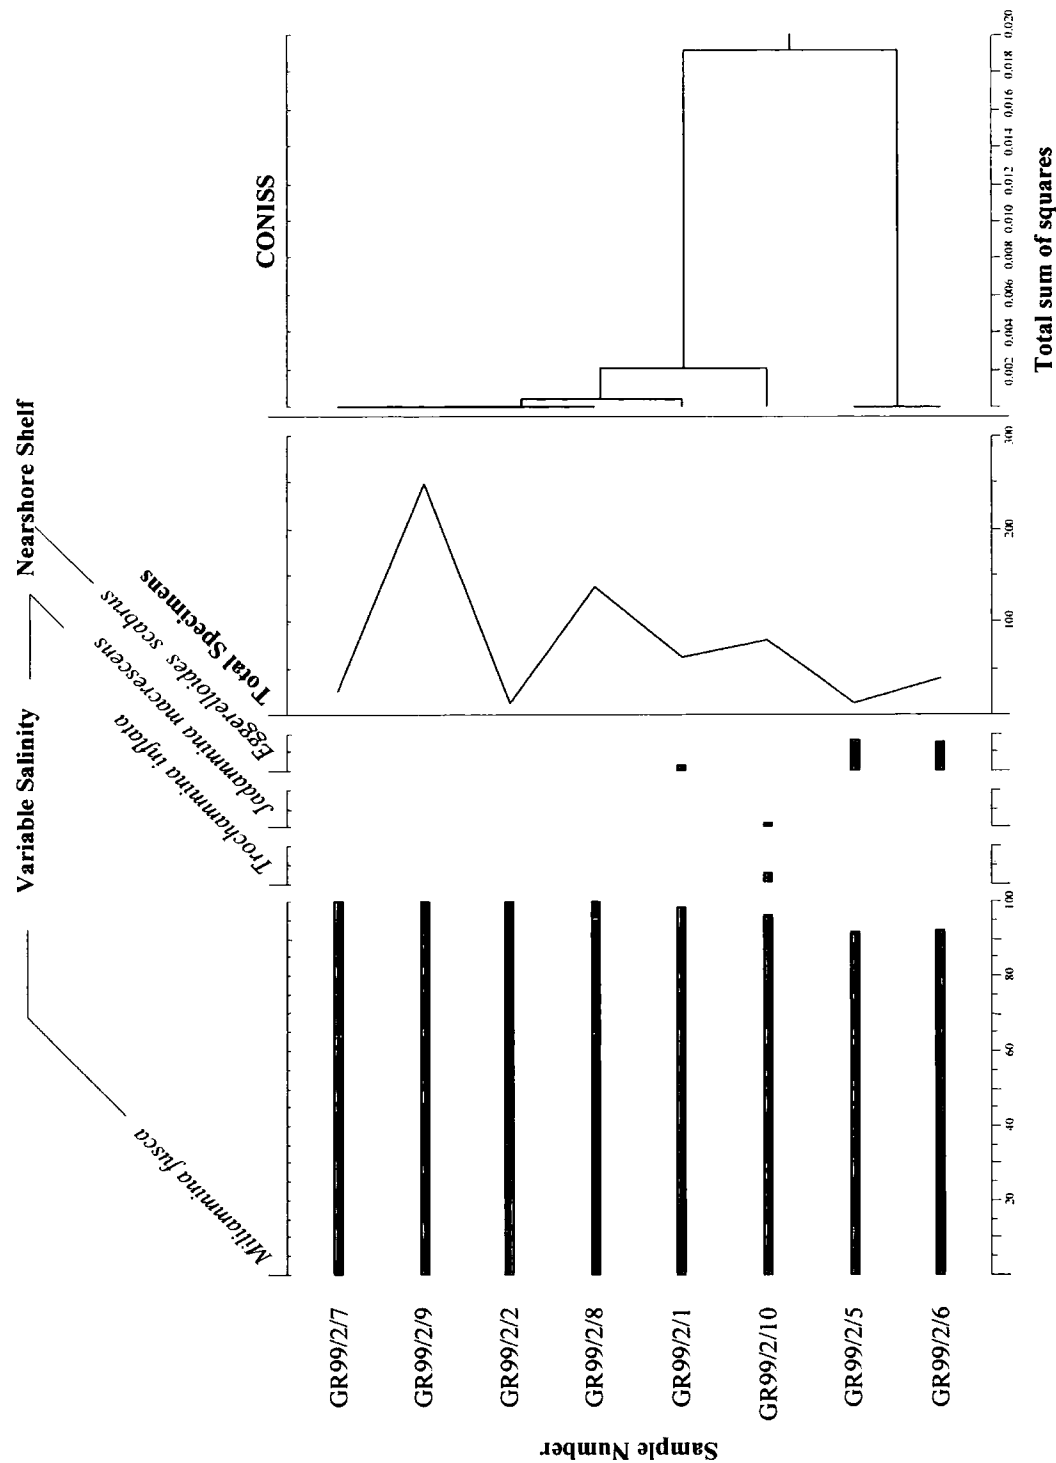 Variable Salinity
Nearshore Shelf
Miliammina fusca
Trochammina inflata
Jadammina macrescens
Eggerelloides scabrus
Total Specimens
CONISS
GR99/2/7
GR99/2/9
GR99/2/2
GR99/2/8
GR99/2/1
GR99/2/10
GR99/2/5
GR99/2/6
Sample Number
20 40 60 80 100
100 200 300
0.002 0.004 0.006 0.008 0.010 0.012 0.014 0.016 0.018 0.020
Total sum of squares